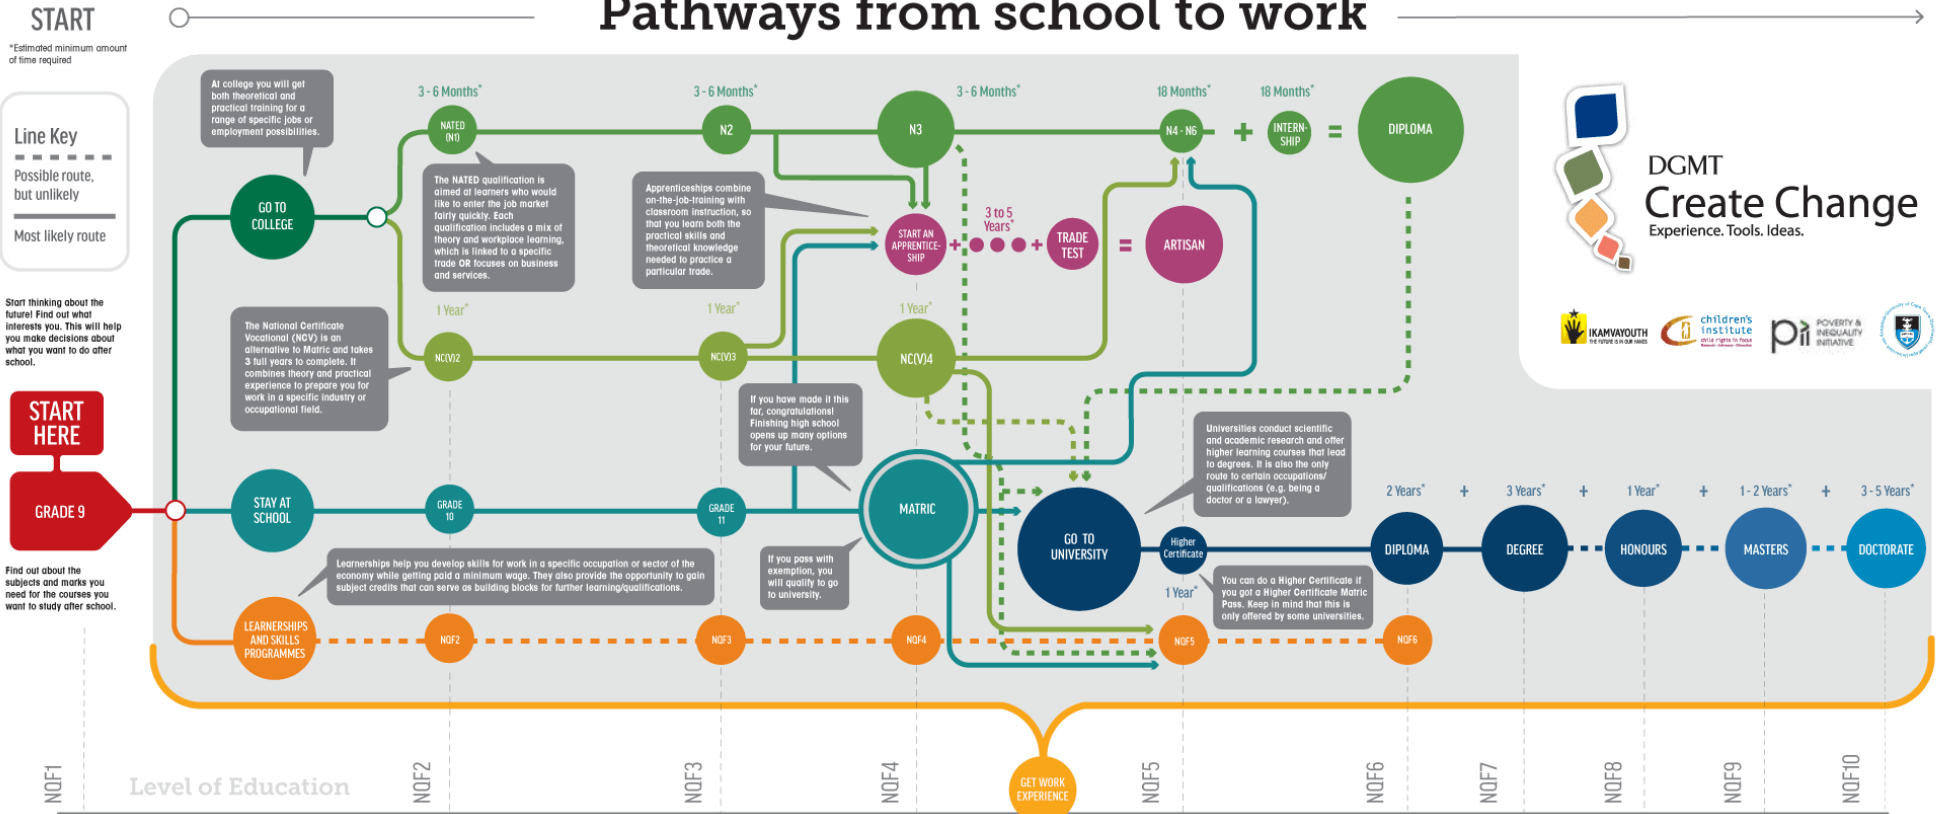 Pathways from school to work
START
*Estimated minimum amount
of time required
Line Key
Possible route,
but unlikely
Most likely route
Start thinking about the
future! Find out what
interests you. This will help
you make decisions about
what you want to do after
school.
START
HERE
GRADE 9
Find out about the
subjects and marks you
need for the courses you
want to study after school.
At college you will get
both theoretical and
practical training for a
range of specific jobs or
employment possibilities.
GO TO
COLLEGE
3 - 6 Months*
NATED
(N1)
3 - 6 Months*
N2
N3
3 - 6 Months*
18 Months*
N4 - N6
+
18 Months*
INTERN-
SHIP
=
DIPLOMA
The NATED qualification is
aimed at learners who would
like to enter the job market
fairly quickly. Each
qualification includes a mix of
theory and workplace learning,
which is linked to a specific
trade OR focuses on business
and services.
Apprenticeships combine
on-the-job-training with
classroom instruction, so
that you learn both the
practical skills and
theoretical knowledge
needed to practice a
particular trade.
START AN
APPRENTICE-
SHIP
+
3 to 5
Years*
+
TRADE
TEST
=
ARTISAN
The National Certificate
Vocational (NCV) is an
alternative to Matric and takes
3 full years to complete. It
combines theory and practical
experience to prepare you for
work in a specific industry or
occupational field.
1 Year*
NC(V)2
1 Year*
NC(V)3
1 Year*
NC(V)4
If you have made it this
far, congratulations!
Finishing high school
opens up many options
for your future.
STAY AT
SCHOOL
GRADE
10
GRADE
11
MATRIC
If you pass with
exemption, you
will qualify to go
to university.
Universities conduct scientific
and academic research and offer
higher learning courses that lead
to degrees. It is also the only
route to certain occupations/
qualifications (e.g. being a
doctor or a lawyer).
GO TO
UNIVERSITY
Higher
Certificate
1 Year*
You can do a Higher Certificate if
you got a Higher Certificate Matric
Pass. Keep in mind that this is
only offered by some universities.
2 Years* + 3 Years* + 1 Year* + 1 - 2 Years* + 3 - 5 Years*
DIPLOMA DEGREE HONOURS MASTERS DOCTORATE
Learnerships help you develop skills for work in a specific occupation or sector of the
economy while getting paid a minimum wage. They also provide the opportunity to gain
subject credits that can serve as building blocks for further learning/qualifications.
LEARNERSHIPS
AND SKILLS
PROGRAMMES
NQF2 NQF3 NQF4 NQF5 NQF6
GET WORK
EXPERIENCE
Level of Education
NQF1 NQF2 NQF3 NQF4 NQF5 NQF6 NQF7 NQF8 NQF9 NQF10
DGMT
Create Change
Experience. Tools. Ideas.
IKAMVAYOUTH
THE FUTURE IS IN OUR HANDS
children's
institute
child rights in focus
pii
POVERTY &
INEQUALITY
INITIATIVE